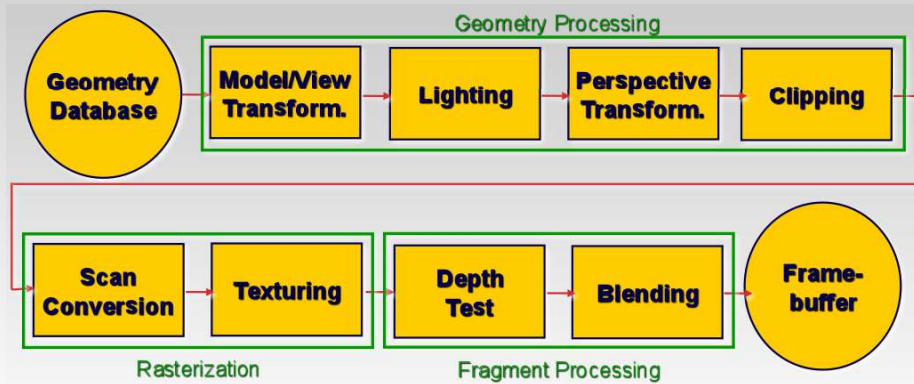 Geometry Processing
Geometry
Database
Model/View
Transform.
Lighting
Perspective
Transform.
Clipping
Scan
Conversion
Texturing
Depth
Test
Blending
Frame-
buffer
Rasterization
Fragment Processing